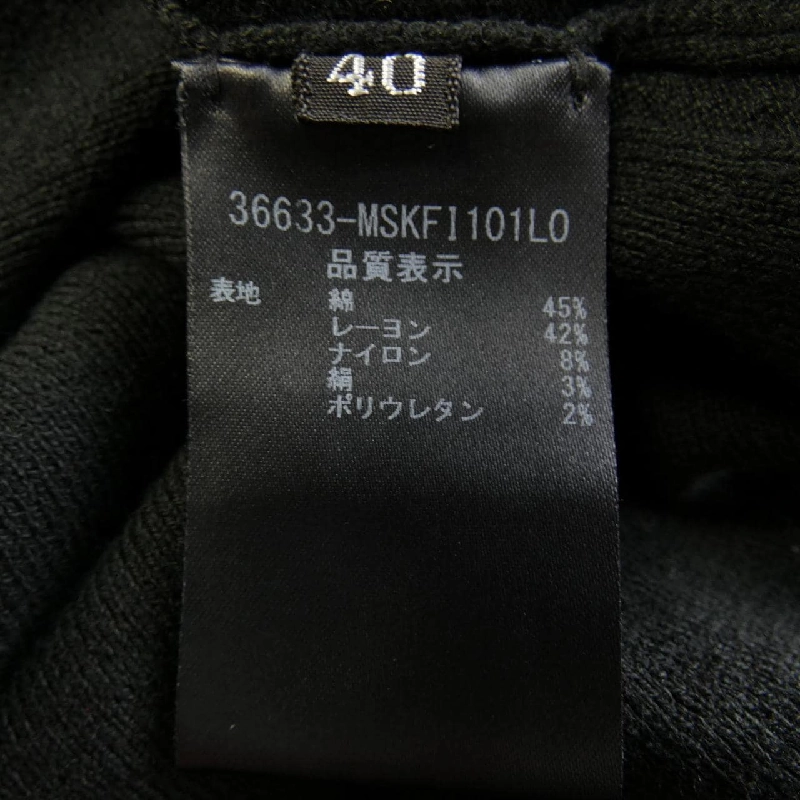 40
36633-MSKFI101LO
品質表示
表地 綿 45%
レーヨン 42%
ナイロン 8%
絹 3%
ポリウレタン 2%